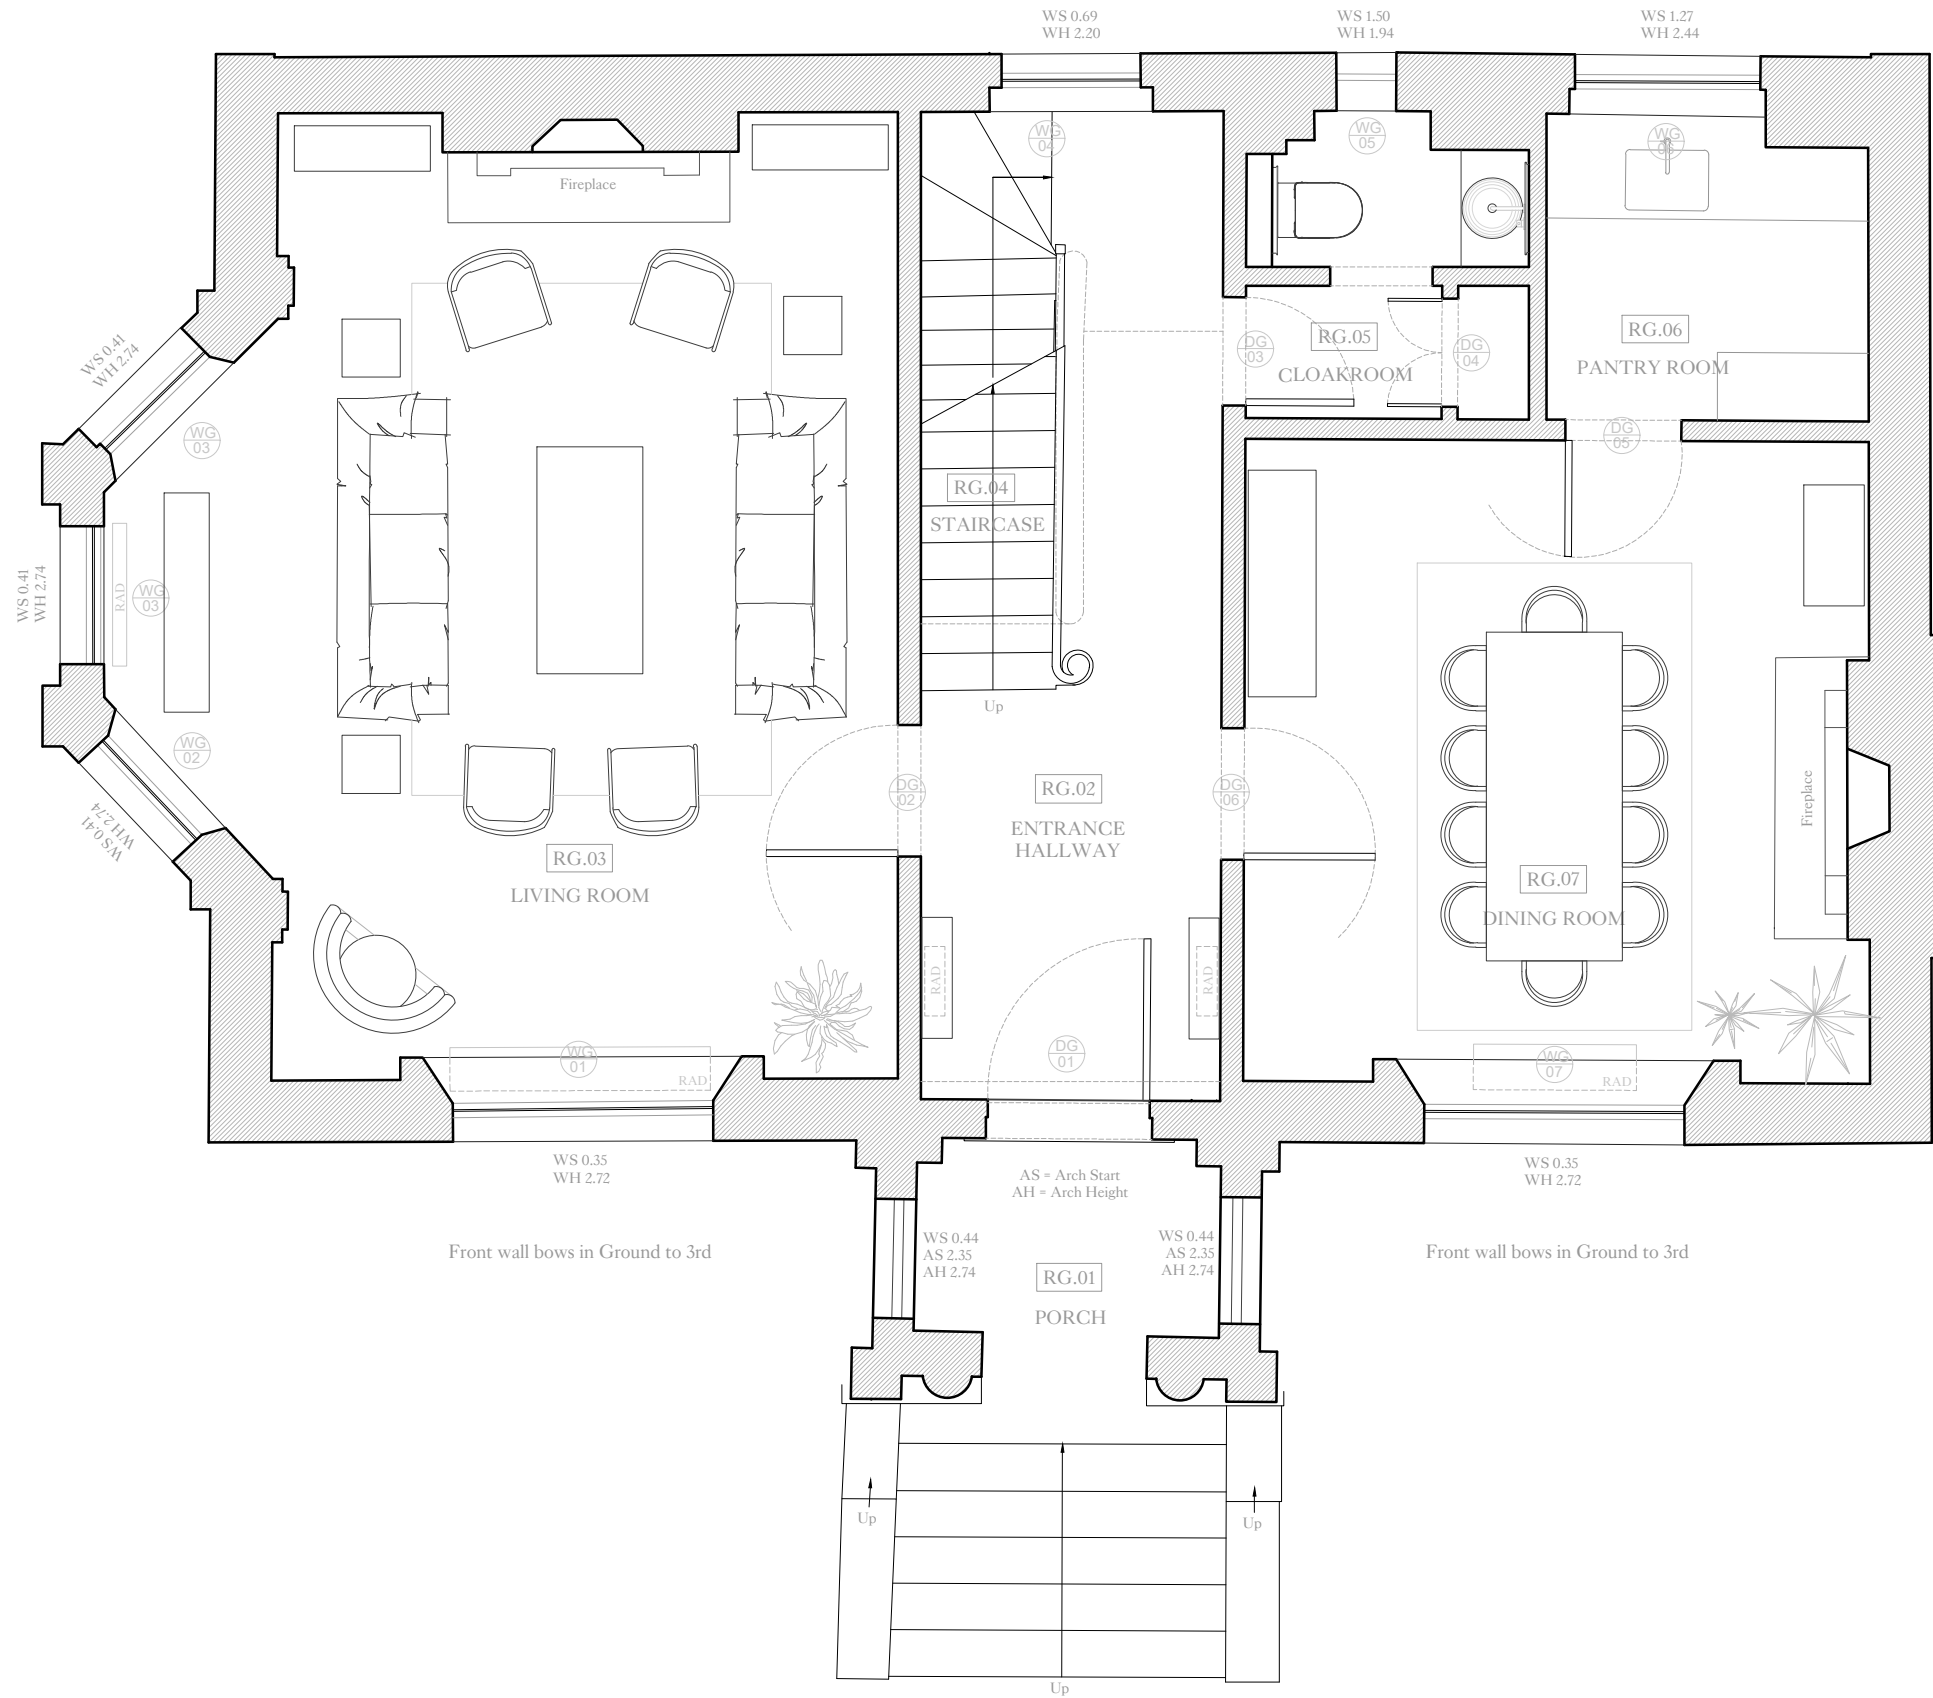 WS 0.69
WH 2.20
WS 1.50
WH 1.94
WS 1.27
WH 2.44
WG
04
WG
05
WG
06
Fireplace
WS 0.41
WH 2.74
RG.05
DG
03
DG
04
CLOAKROOM
RG.06
PANTRY ROOM
WG
03
DG
05
RG.04
STAIRCASE
WS 0.41
WH 2.74
RAD
WG
03
Up
WG
02
WS 0.41
WH 2.74
DG
02
RG.02
ENTRANCE
HALLWAY
DG
06
Fireplace
RG.03
LIVING ROOM
RG.07
DINING ROOM
RAD
RAD
WG
01
RAD
DG
01
WG
07
RAD
WS 0.35
WH 2.72
AS = Arch Start
AH = Arch Height
WS 0.35
WH 2.72
WS 0.44
AS 2.35
AH 2.74
WS 0.44
AS 2.35
AH 2.74
Front wall bows in Ground to 3rd
Front wall bows in Ground to 3rd
RG.01
PORCH
Up
Up
Up